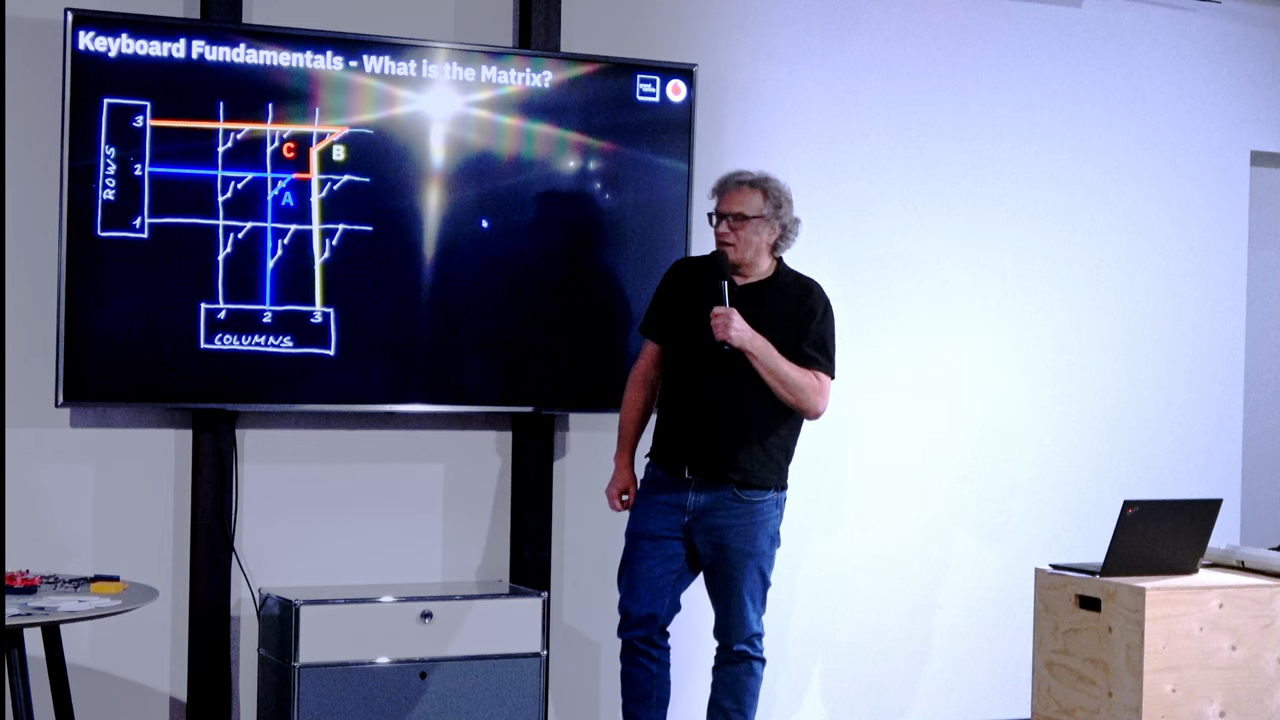 Keyboard Fundamentals - What is the Matrix?
3
C
B
2
A
1
ROWS
1 2 3
COLUMNS